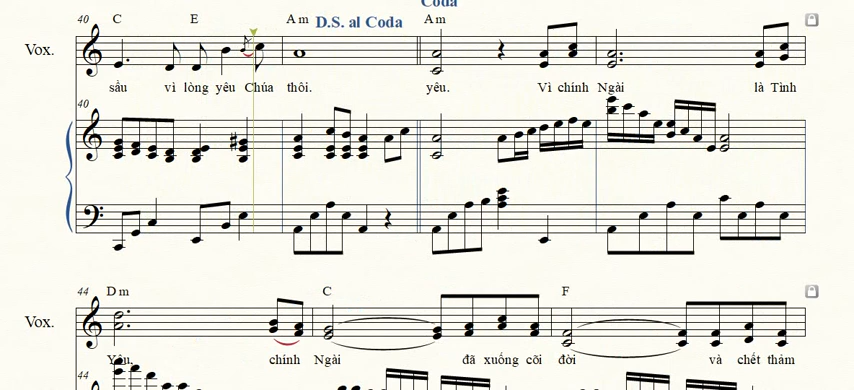 Coda
40 C E Am D.S. al Coda Am
Vox.
sầu vì lòng yêu Chúa thôi. yêu. Vì chính Ngài là Tình
40
44 Dm C F
Vox.
Yêu, chính Ngài đã xuống cõi đời và chết thảm
44